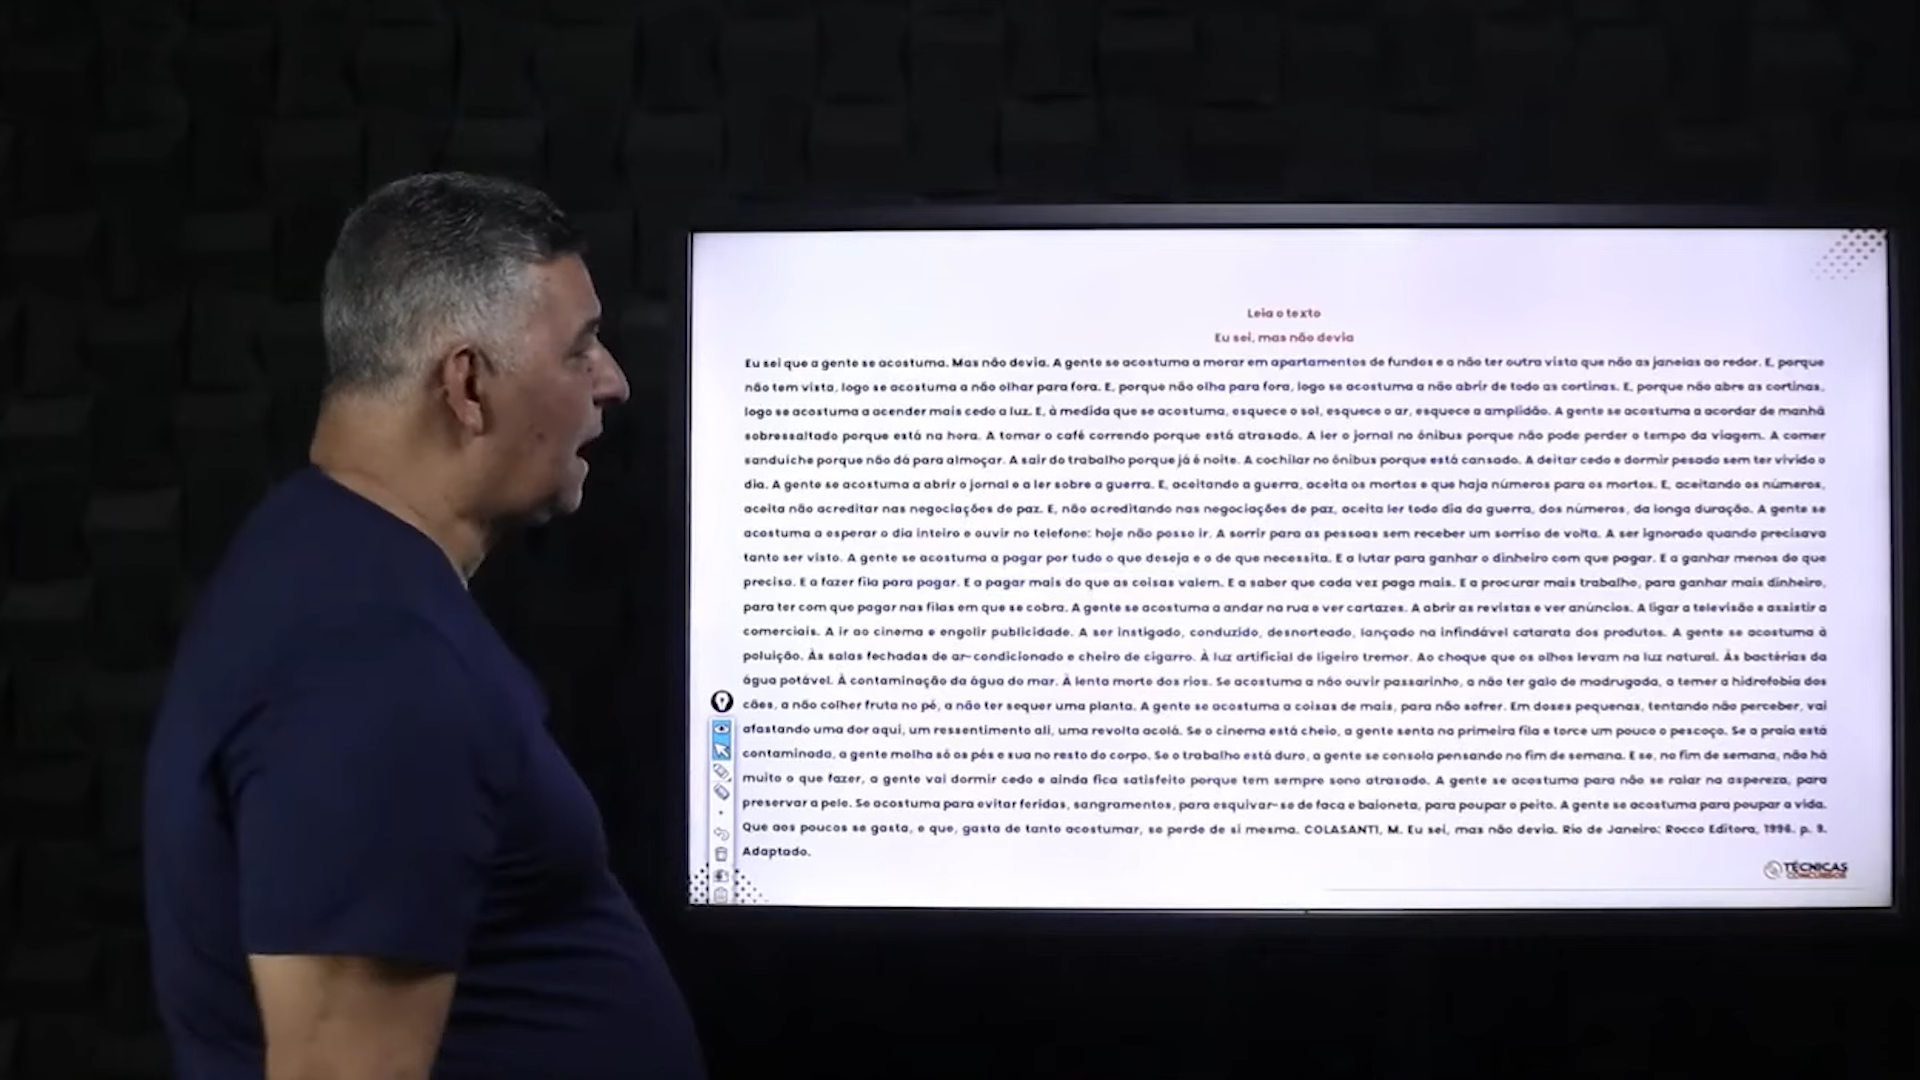 Leia o texto
Eu sei, mas não devia
Eu sei que a gente se acostuma. Mas não devia. A gente se acostuma a morar em apartamentos de fundos e a não ter outra vista que não as janelas ao redor. E, porque
não tem vista, logo se acostuma a não olhar para fora. E, porque não olha para fora, logo se acostuma a não abrir de todo as cortinas. E, porque não abre as cortinas,
logo se acostuma a acender mais cedo a luz. E, à medida que se acostuma, esquece o sol, esquece o ar, esquece a amplidão. A gente se acostuma a acordar de manhã
sobressaltado porque está na hora. A tomar o café correndo porque está atrasado. A ler o jornal no ônibus porque não pode perder o tempo da viagem. A comer
sanduíche porque não dá para almoçar. A sair do trabalho porque já é noite. A cochilar no ônibus porque está cansado. A deitar cedo e dormir pesado sem ter vivido o
dia. A gente se acostuma a abrir o jornal e a ler sobre a guerra. E, aceitando a guerra, aceita os mortos e que haja números para os mortos. E, aceitando os números,
aceita não acreditar nas negociações de paz. E, não acreditando nas negociações de paz, aceita ler todo dia da guerra, dos números, da longa duração. A gente se
acostuma a esperar o dia inteiro e ouvir no telefone: hoje não posso ir. A sorrir para as pessoas sem receber um sorriso de volta. A ser ignorado quando precisava
tanto ser visto. A gente se acostuma a pagar por tudo o que deseja e o de que necessita. E a lutar para ganhar o dinheiro com que pagar. E a ganhar menos do que
precisa. E a fazer fila para pagar. E a pagar mais do que as coisas valem. E a saber que cada vez paga mais. E a procurar mais trabalho, para ganhar mais dinheiro,
para ter com que pagar nas filas em que se cobra. A gente se acostuma a andar na rua e ver cartazes. A abrir as revistas e ver anúncios. A ligar a televisão e assistir a
comerciais. A ir ao cinema e engolir publicidade. A ser instigado, conduzido, desnorteado, lançado na infindável catarata dos produtos. A gente se acostuma à
poluição. Às salas fechadas de ar-condicionado e cheiro de cigarro. À luz artificial de ligeiro tremor. Ao choque que os olhos levam na luz natural. Às bactérias da
água potável. À contaminação da água do mar. À lenta morte dos rios. Se acostuma a não ouvir passarinho, a não ter galo de madrugada, a temer a hidrofobia dos
cães, a não colher fruta no pé, a não ter sequer uma planta. A gente se acostuma a coisas de mais, para não sofrer. Em doses pequenas, tentando não perceber, vai
afastando uma dor aqui, um ressentimento ali, uma revolta acolá. Se o cinema está cheio, a gente senta na primeira fila e torce um pouco o pescoço. Se a praia está
contaminada, a gente molha só os pés e sua no resto do corpo. Se o trabalho está duro, a gente se consola pensando no fim de semana. E se, no fim de semana, não há
muito o que fazer, a gente vai dormir cedo e ainda fica satisfeito porque tem sempre sono atrasado. A gente se acostuma para não se ralar na aspereza, para
preservar a pele. Se acostuma para evitar feridas, sangramentos, para esquivar-se de faca e baioneta, para poupar o peito. A gente se acostuma para poupar a vida.
Que aos poucos se gasta, e que, gasta de tanto acostumar, se perde de si mesma. COLASANTI, M. Eu sei, mas não devia. Rio de Janeiro: Rocco Editora, 1996. p. 9.
Adaptado.
TÉCNICAS
CONCURSOS